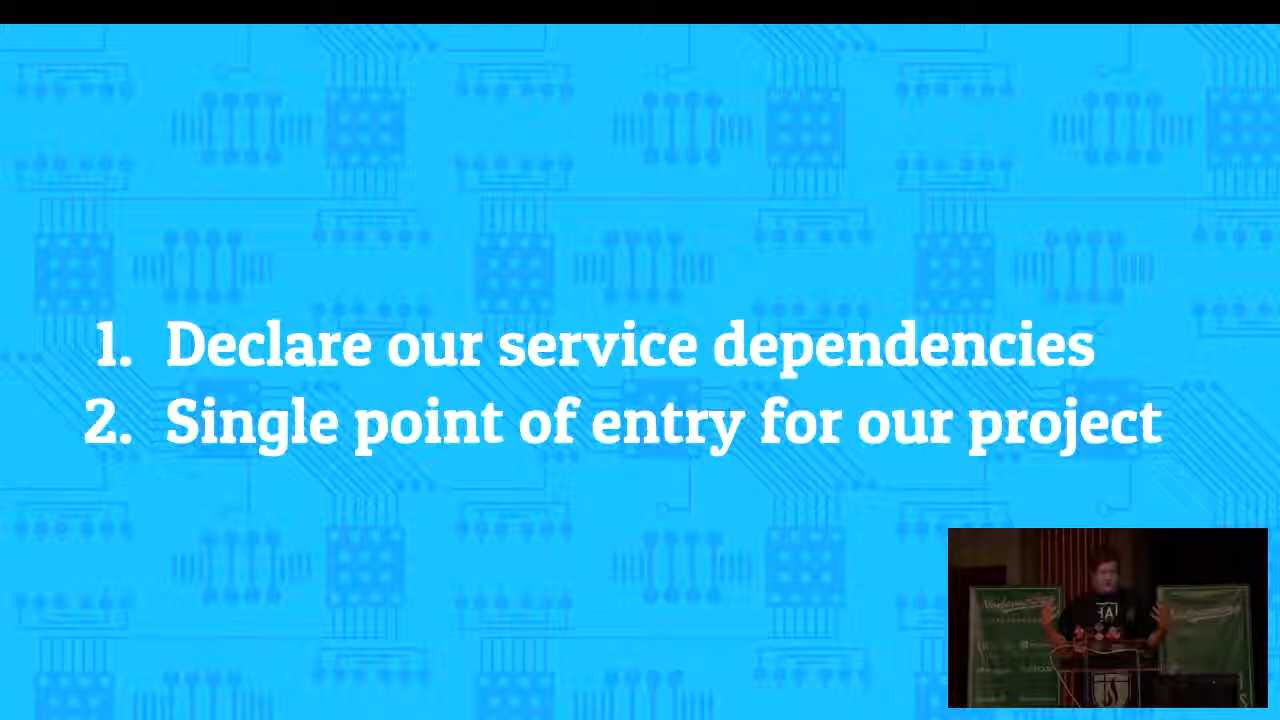 1. Declare our service dependencies
2. Single point of entry for our project